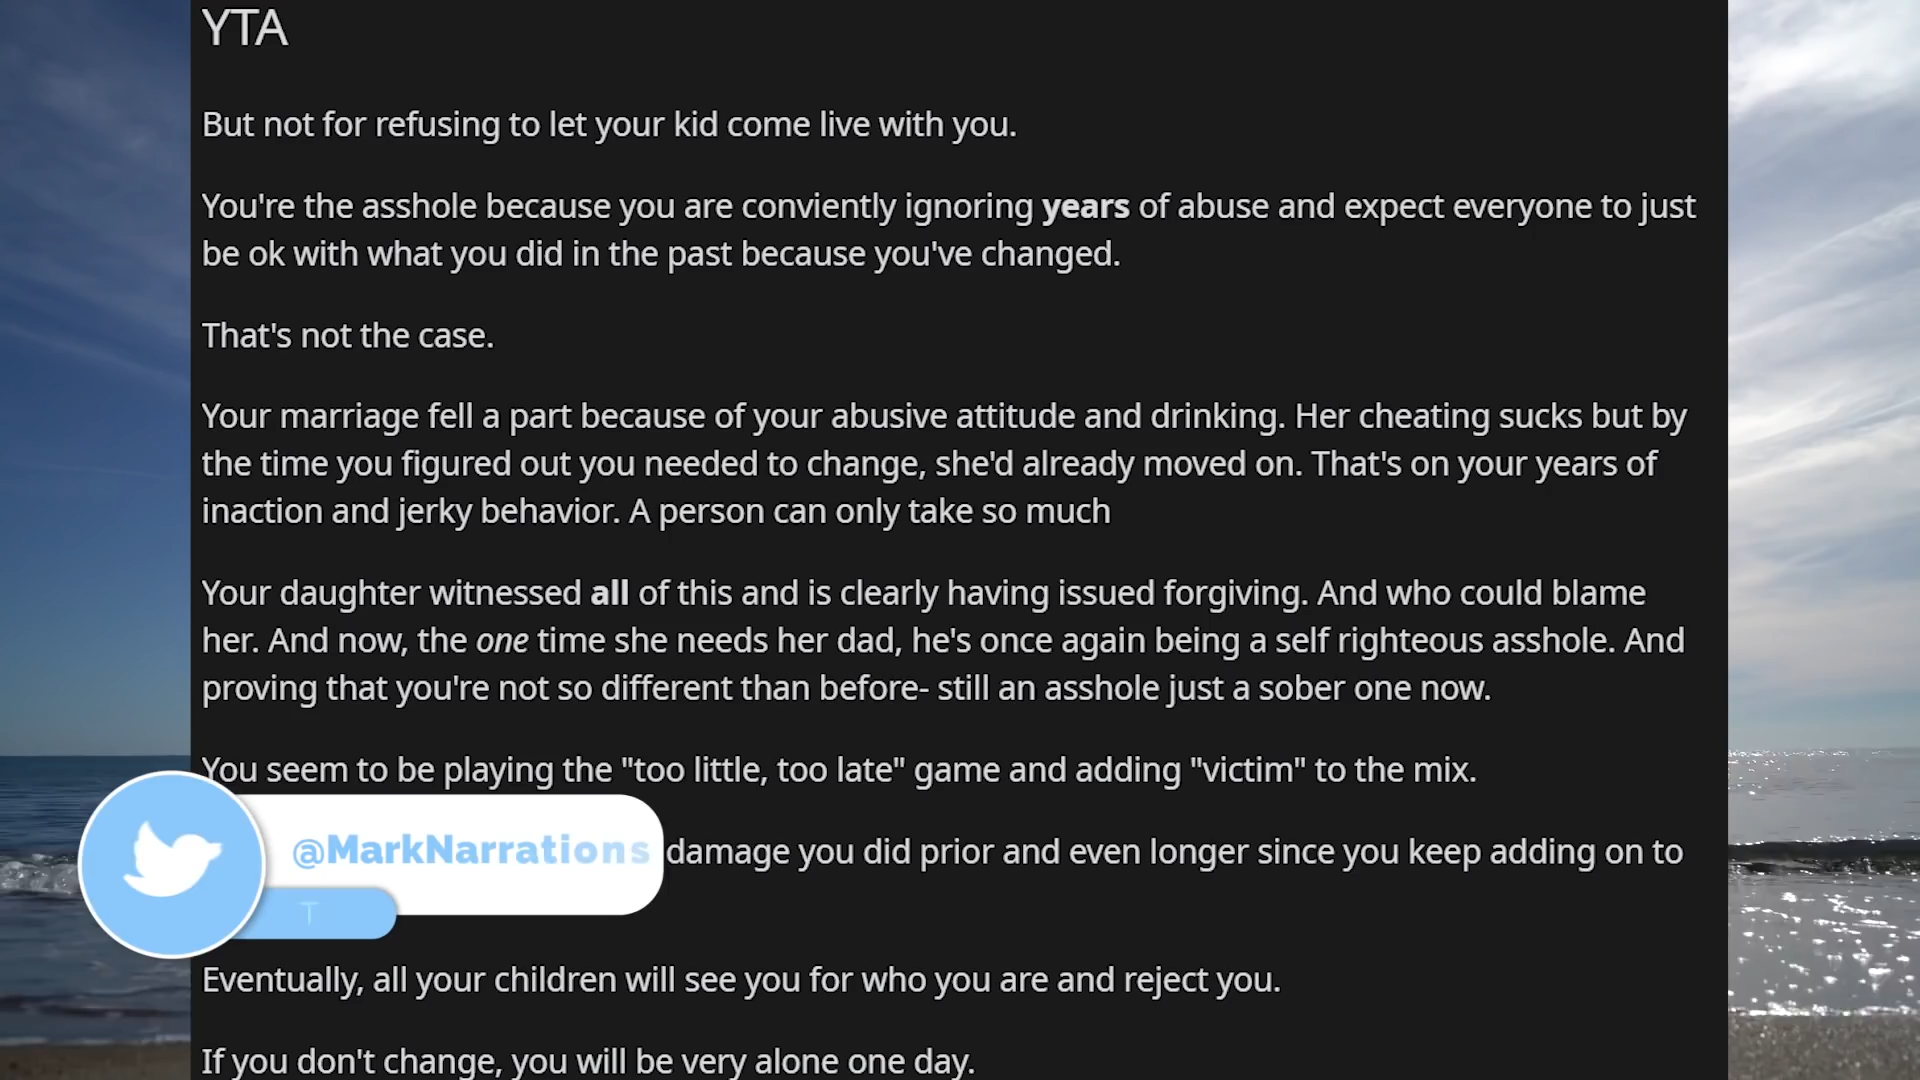 YTA
But not for refusing to let your kid come live with you.
You're the asshole because you are conviently ignoring years of abuse and expect everyone to just
be ok with what you did in the past because you've changed.
That's not the case.
Your marriage fell a part because of your abusive attitude and drinking. Her cheating sucks but by
the time you figured out you needed to change, she'd already moved on. That's on your years of
inaction and jerky behavior. A person can only take so much
Your daughter witnessed all of this and is clearly having issued forgiving. And who could blame
her. And now, the one time she needs her dad, he's once again being a self righteous asshole. And
proving that you're not so different than before- still an asshole just a sober one now.
You seem to be playing the "too little, too late" game and adding "victim" to the mix.
@MarkNarrations damage you did prior and even longer since you keep adding on to
T
Eventually, all your children will see you for who you are and reject you.
If you don't change, you will be very alone one day.